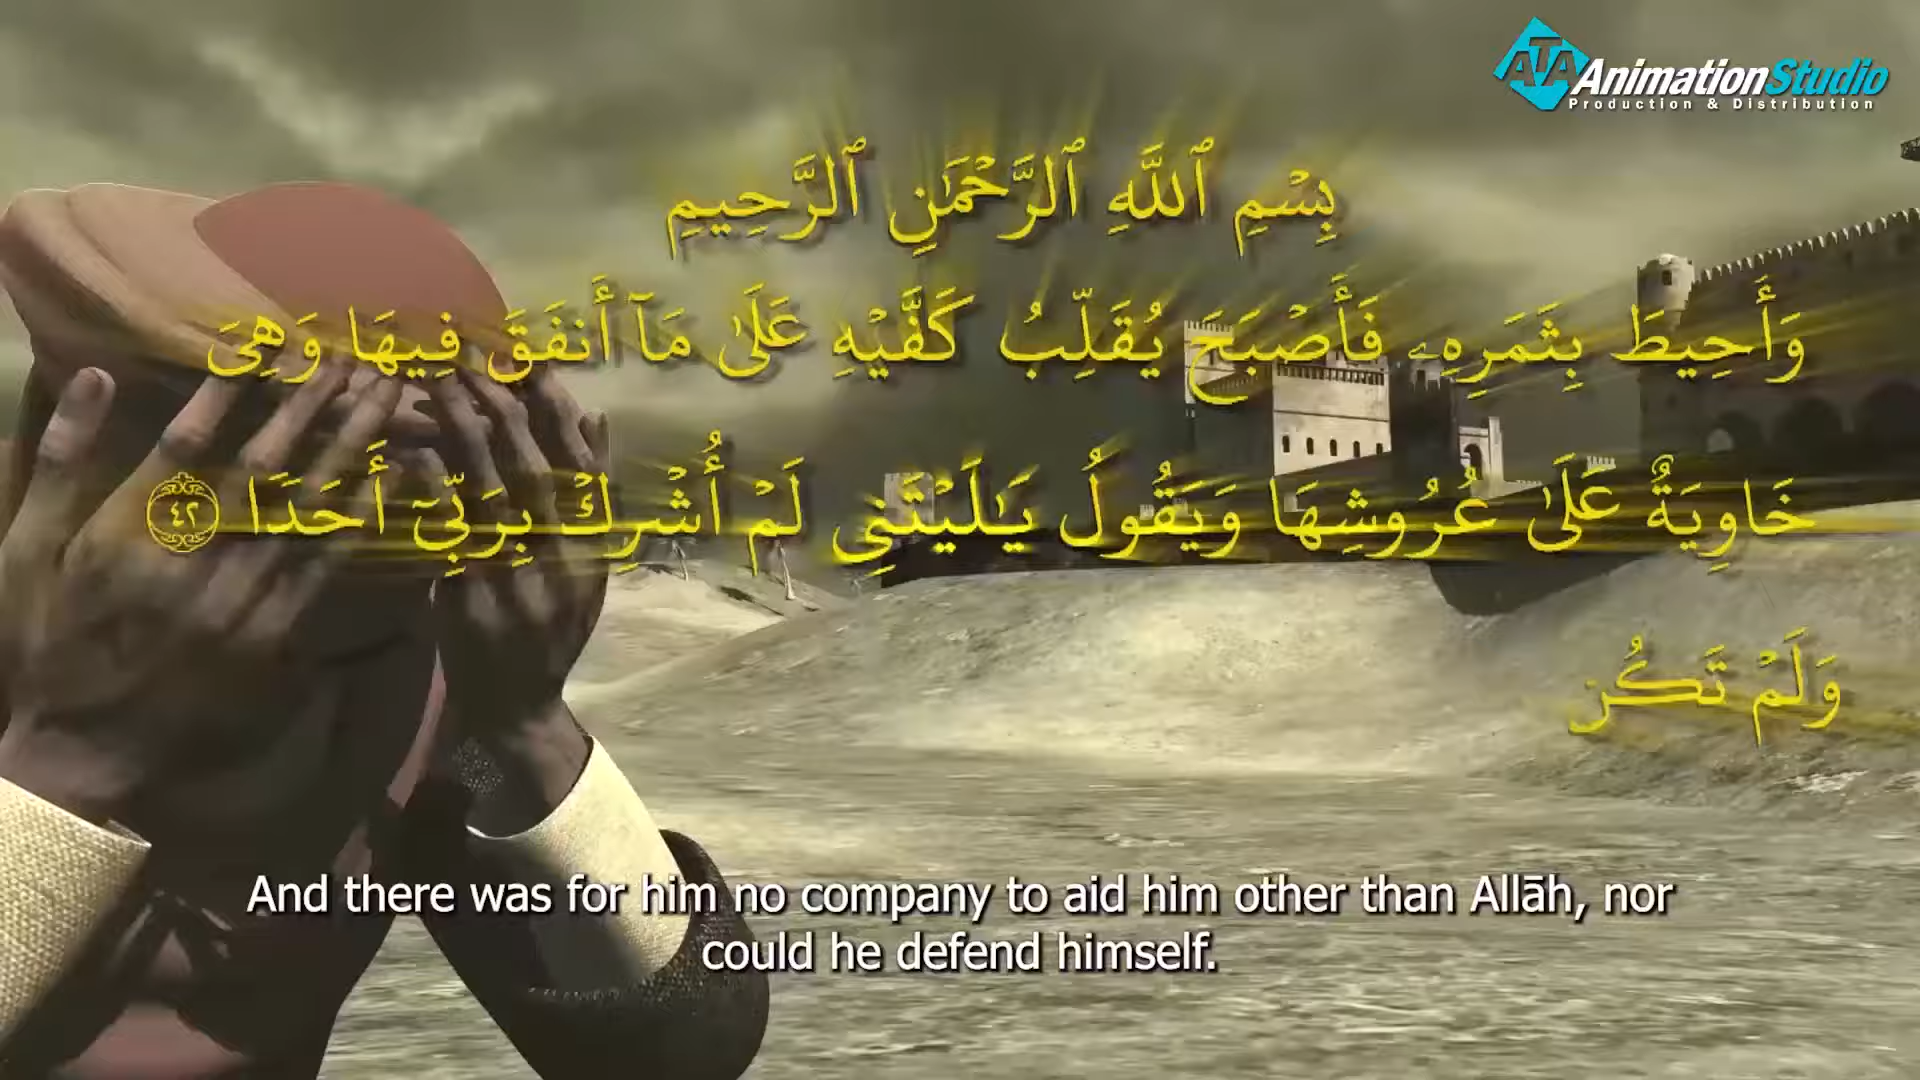 ATA AnimationStudio
Production & Distribution
بِسْمِ ٱللَّهِ ٱلرَّحْمَٰنِ ٱلرَّحِيمِ
وَأُحِيطَ بِثَمَرِهِۦ فَأَصْبَحَ يُقَلِّبُ كَفَّيْهِ عَلَىٰ مَآ أَنفَقَ فِيهَا وَهِىَ
خَاوِيَةٌ عَلَىٰ عُرُوشِهَا وَيَقُولُ يَٰلَيْتَنِى لَمْ أُشْرِكْ بِرَبِّىٓ أَحَدًا ٤٢
وَلَمْ تَكُن
And there was for him no company to aid him other than Allāh, nor
could he defend himself.